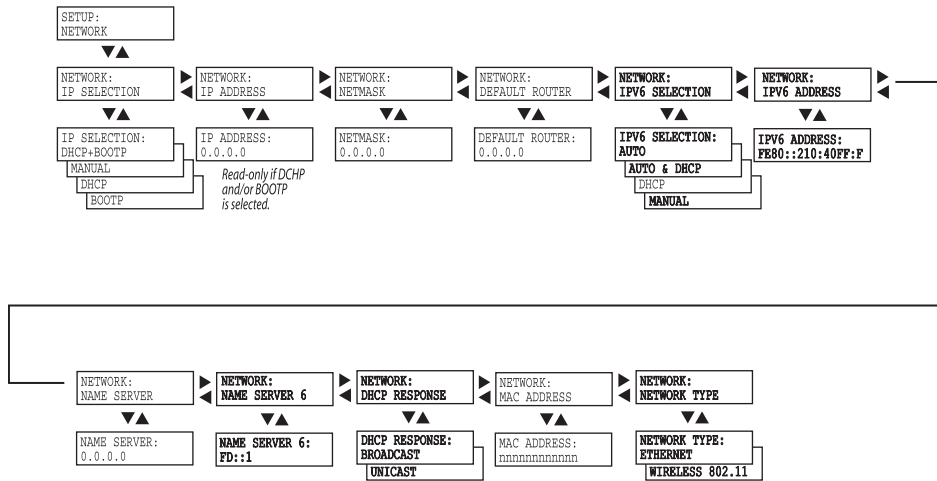 SETUP:
NETWORK
NETWORK:
IP SELECTION
NETWORK:
IP ADDRESS
NETWORK:
NETMASK
NETWORK:
DEFAULT ROUTER
NETWORK:
IPV6 SELECTION
NETWORK:
IPV6 ADDRESS
IP SELECTION:
DHCP+BOOTP
MANUAL
DHCP
BOOTP
IP ADDRESS:
0.0.0.0
Read-only if DCHP
and/or BOOTP
is selected.
NETMASK:
0.0.0.0
DEFAULT ROUTER:
0.0.0.0
IPV6 SELECTION:
AUTO
AUTO & DHCP
DHCP
MANUAL
IPV6 ADDRESS:
FE80::210:40FF:F
NETWORK:
NAME SERVER
NETWORK:
NAME SERVER 6
NETWORK:
DHCP RESPONSE
NETWORK:
MAC ADDRESS
NETWORK:
NETWORK TYPE
NAME SERVER:
0.0.0.0
NAME SERVER 6:
FD::1
DHCP RESPONSE:
BROADCAST
UNICAST
MAC ADDRESS:
nnnnnnnnnnnn
NETWORK TYPE:
ETHERNET
WIRELESS 802.11